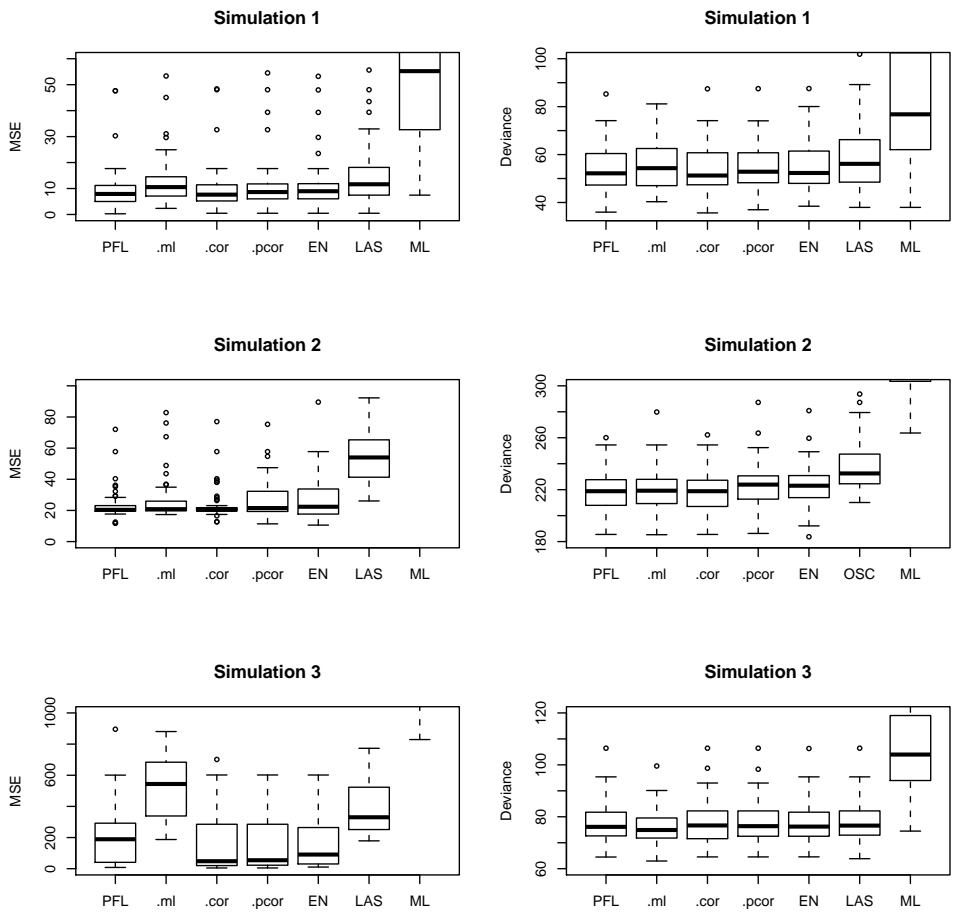 Simulation 1
MSE
0
10
30
50
PFL .ml .cor .pcor EN LAS ML
Simulation 1
Deviance
40
60
80
100
PFL .ml .cor .pcor EN LAS ML
Simulation 2
MSE
0
20
40
60
80
PFL .ml .cor .pcor EN LAS ML
Simulation 2
Deviance
180
220
260
300
PFL .ml .cor .pcor EN OSC ML
Simulation 3
MSE
0
200
600
1000
PFL .ml .cor .pcor EN LAS ML
Simulation 3
Deviance
60
80
100
120
PFL .ml .cor .pcor EN LAS ML